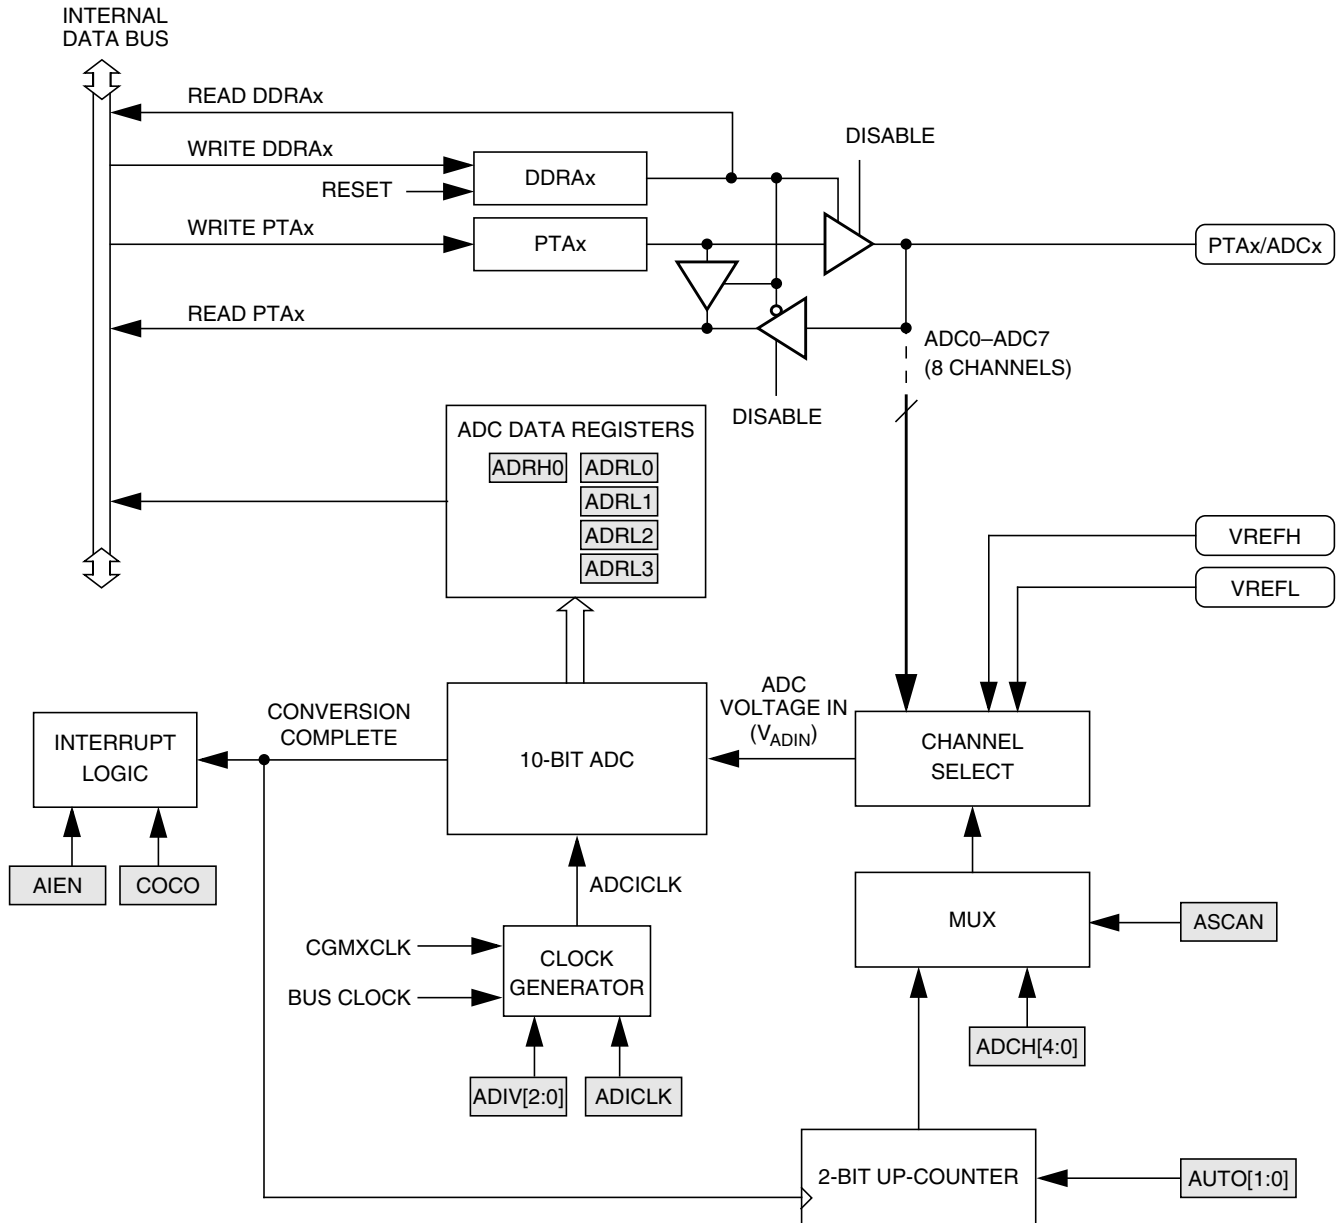 INTERNAL
DATA BUS
READ DDRAx
WRITE DDRAx
RESET
DDRAx
DISABLE
WRITE PTAx
PTAx
PTAx/ADCx
READ PTAx
ADC0–ADC7
(8 CHANNELS)
DISABLE
ADC DATA REGISTERS
ADRH0 ADRL0
ADRL1
ADRL2
ADRL3
VREFH
VREFL
INTERRUPT
LOGIC
CONVERSION
COMPLETE
10-BIT ADC
ADC
VOLTAGE IN
(VADIN)
CHANNEL
SELECT
AIEN
COCO
ADCICLK
MUX
ASCAN
CGMXCLK
BUS CLOCK
CLOCK
GENERATOR
ADCH[4:0]
ADIV[2:0]
ADICLK
2-BIT UP-COUNTER
AUTO[1:0]